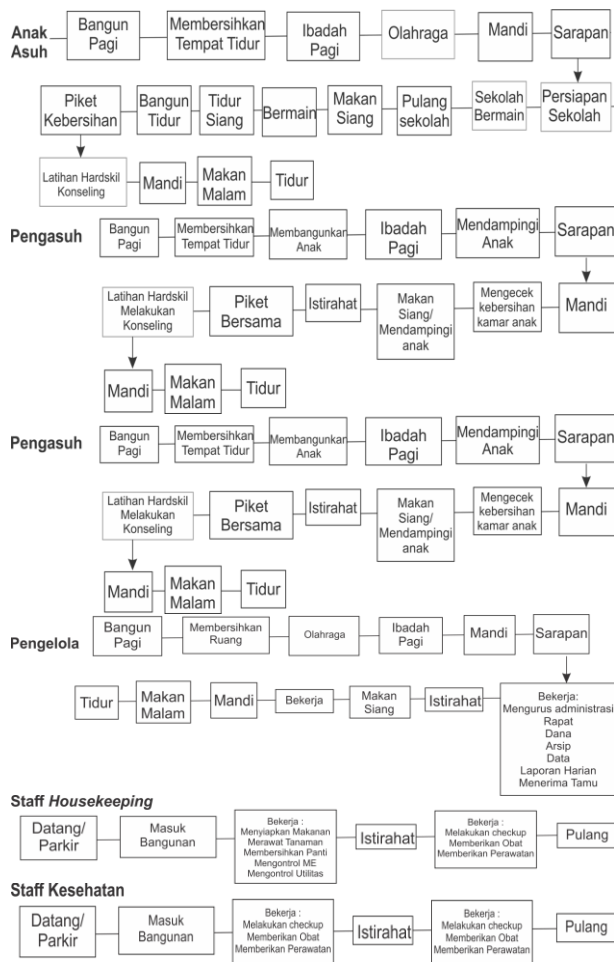 Anak
Asuh
Bangun
Pagi
Membersihkan
Tempat Tidur
Ibadah
Pagi
Olahraga
Mandi
Sarapan
Piket
Kebersihan
Bangun
Tidur
Tidur
Siang
Bermain
Makan
Siang
Pulang
sekolah
Sekolah
Bermain
Persiapan
Sekolah
Latihan Hardskil
Konseling
Mandi
Makan
Malam
Tidur
Pengasuh
Bangun
Pagi
Membersihkan
Tempat Tidur
Membangunkan
Anak
Ibadah
Pagi
Mendampingi
Anak
Sarapan
Latihan Hardskil
Melakukan
Konseling
Piket
Bersama
Istirahat
Makan
Siang/
Mendampingi
anak
Mengecek
kebersihan
kamar anak
Mandi
Mandi
Makan
Malam
Tidur
Pengasuh
Bangun
Pagi
Membersihkan
Tempat Tidur
Membangunkan
Anak
Ibadah
Pagi
Mendampingi
Anak
Sarapan
Latihan Hardskil
Melakukan
Konseling
Piket
Bersama
Istirahat
Makan
Siang/
Mendampingi
anak
Mengecek
kebersihan
kamar anak
Mandi
Mandi
Makan
Malam
Tidur
Pengelola
Bangun
Pagi
Membersihkan
Ruang
Olahraga
Ibadah
Pagi
Mandi
Sarapan
Tidur
Makan
Malam
Mandi
Bekerja
Makan
Siang
Istirahat
Bekerja:
Mengurus administrasi
Rapat
Dana
Arsip
Data
Laporan Harian
Menerima Tamu
Staff Housekeeping
Datang/
Parkir
Masuk
Bangunan
Bekerja :
Menyiapkan Makanan
Merawat Tanaman
Membersihkan Panti
Mengontrol ME
Mengontrol Utilitas
Istirahat
Bekerja :
Melakukan checkup
Memberikan Obat
Memberikan Perawatan
Pulang
Staff Kesehatan
Datang/
Parkir
Masuk
Bangunan
Bekerja :
Melakukan checkup
Memberikan Obat
Memberikan Perawatan
Istirahat
Bekerja :
Melakukan checkup
Memberikan Obat
Memberikan Perawatan
Pulang